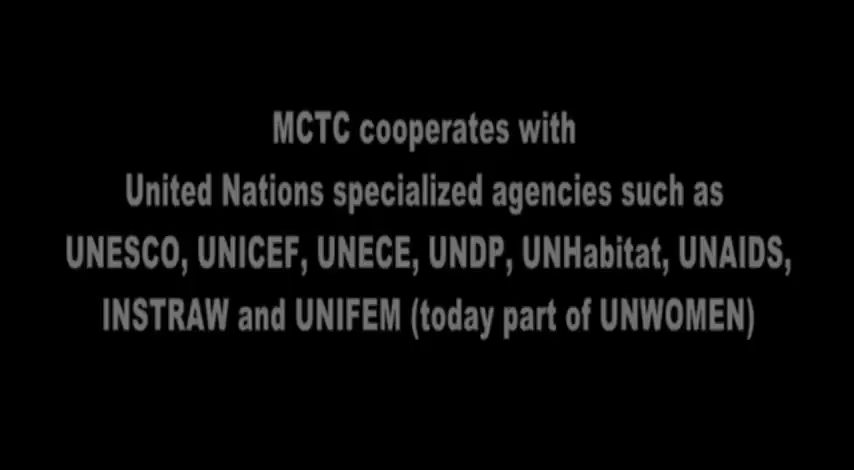 MCTC cooperates with
United Nations specialized agencies such as
UNESCO, UNICEF, UNECE, UNDP, UNHabitat, UNAIDS,
INSTRAW and UNIFEM (today part of UNWOMEN)